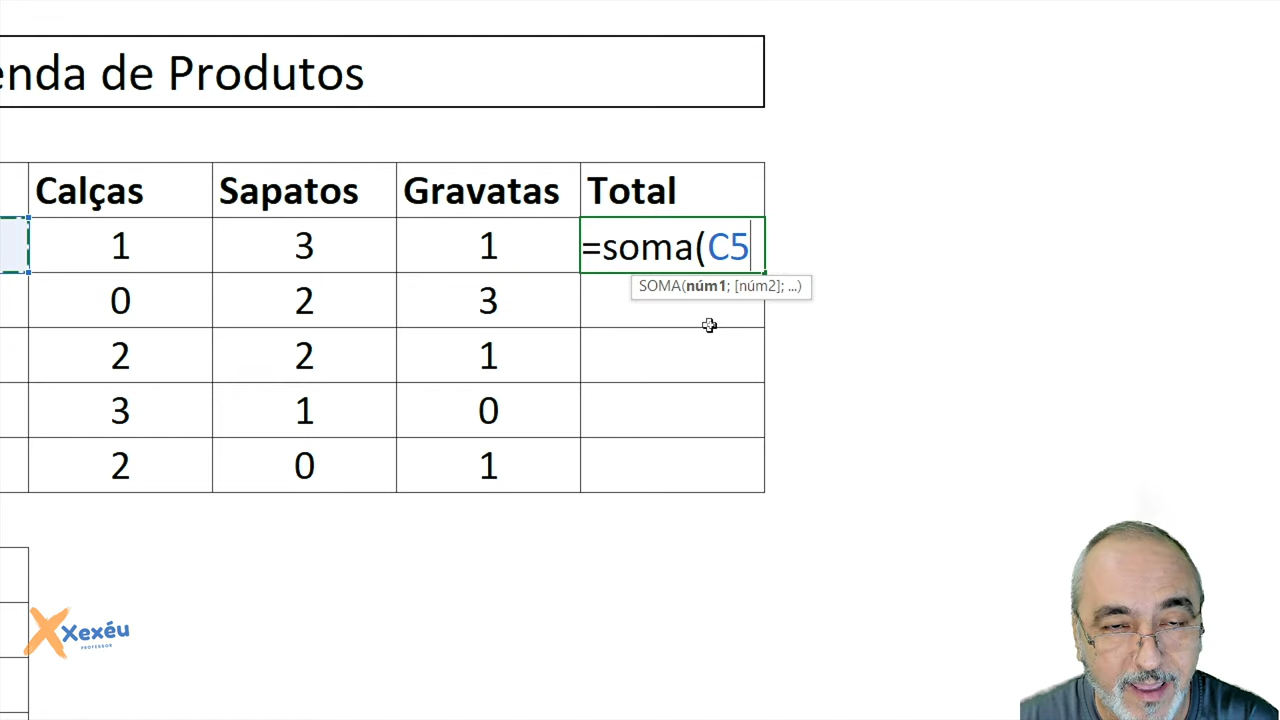 enda de Produtos
Calças Sapatos Gravatas Total
1 3 1 =soma(C5
SOMA(núm1; [núm2]; ...)
0 2 3
2 2 1
3 1 0
2 0 1
Xexéu
PROFESSOR